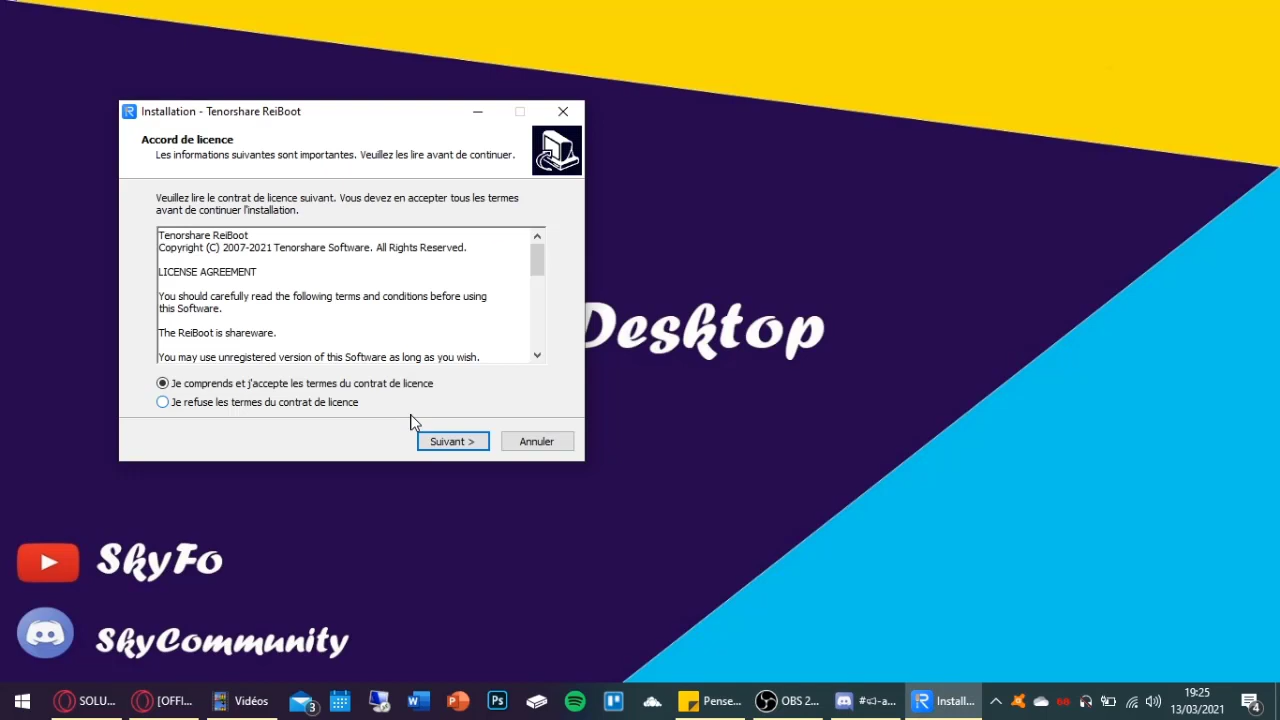 Installation - Tenorshare ReiBoot
Accord de licence
Les informations suivantes sont importantes. Veuillez les lire avant de continuer.
Veuillez lire le contrat de licence suivant. Vous devez en accepter tous les termes
avant de continuer l'installation.
Tenorshare ReiBoot
Copyright (C) 2007-2021 Tenorshare Software. All Rights Reserved.
LICENSE AGREEMENT
You should carefully read the following terms and conditions before using
this Software.
The ReiBoot is shareware.
You may use unregistered version of this Software as long as you wish.
Je comprends et j'accepte les termes du contrat de licence
Je refuse les termes du contrat de licence
Suivant >
Annuler
Desktop
SkyFo
SkyCommunity
SOLU...
[OFFI...
Vidéos
3
W
P
Ps
Pense...
OBS 2...
Install...
66
19:25
13/03/2021
4